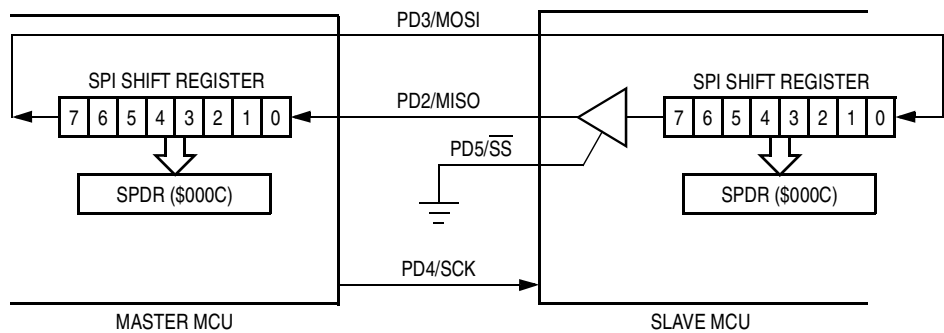 PD3/MOSI
SPI SHIFT REGISTER
SPI SHIFT REGISTER
7 6 5 4 3 2 1 0
PD2/MISO
7 6 5 4 3 2 1 0
PD5/S̅S̅
SPDR ($000C)
SPDR ($000C)
PD4/SCK
MASTER MCU
SLAVE MCU